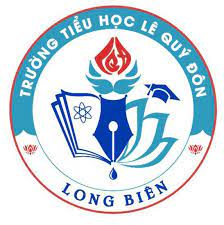 TRƯỜNG TIỂU HỌC LÊ QUÝ ĐÔN
LONG BIÊN